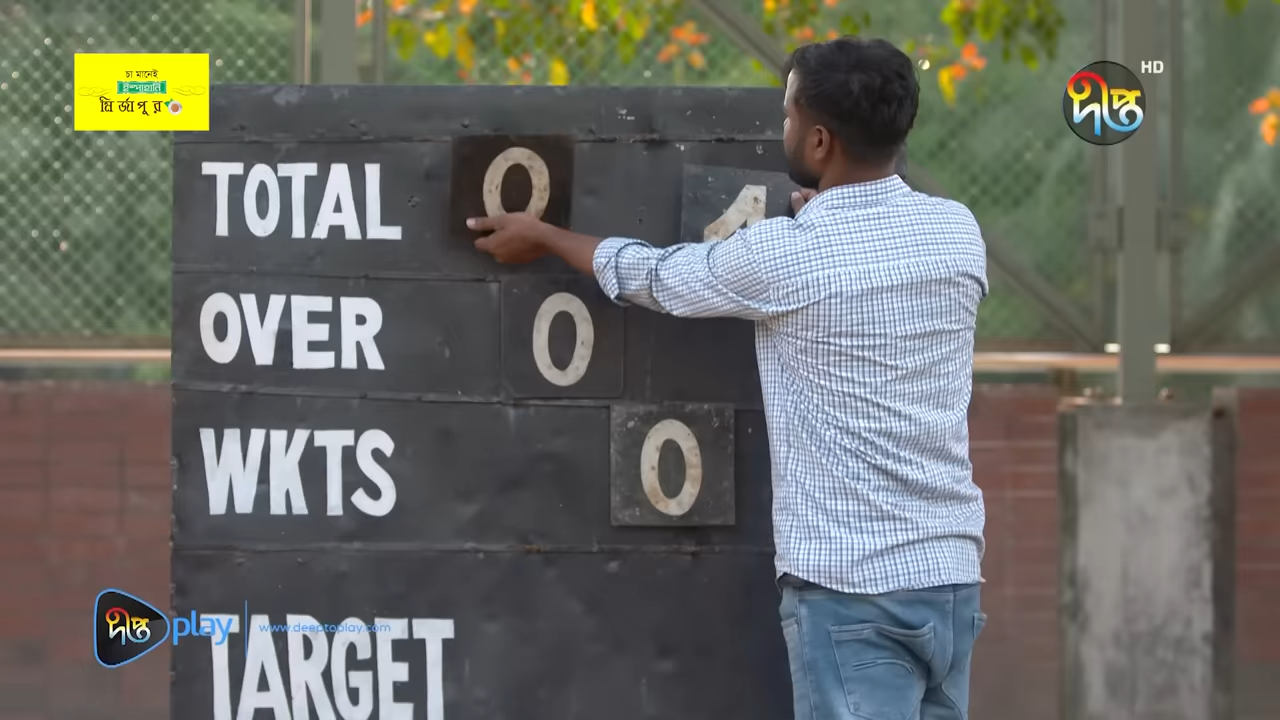 চা মানেই
ইস্পাহানি
মির্জাপুর
দীপ্ত
HD
TOTAL 0
OVER 0
WKTS 0
TARGET
দীপ্ত play
www.deeptoplay.com